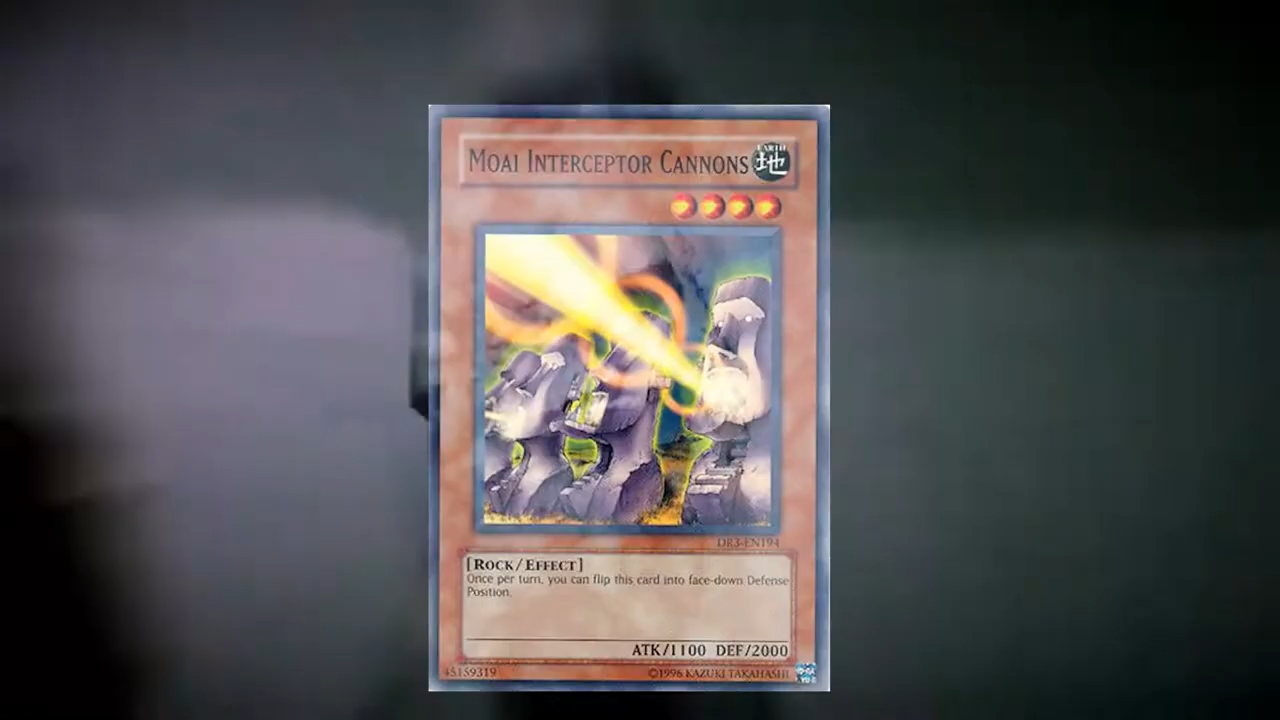 MOAI INTERCEPTOR CANNONS
EARTH
地
DR3-EN194
[ROCK/EFFECT]
Once per turn, you can flip this card into face-down Defense
Position.
ATK/1100 DEF/2000
45159319
©1996 KAZUKI TAKAHASHI